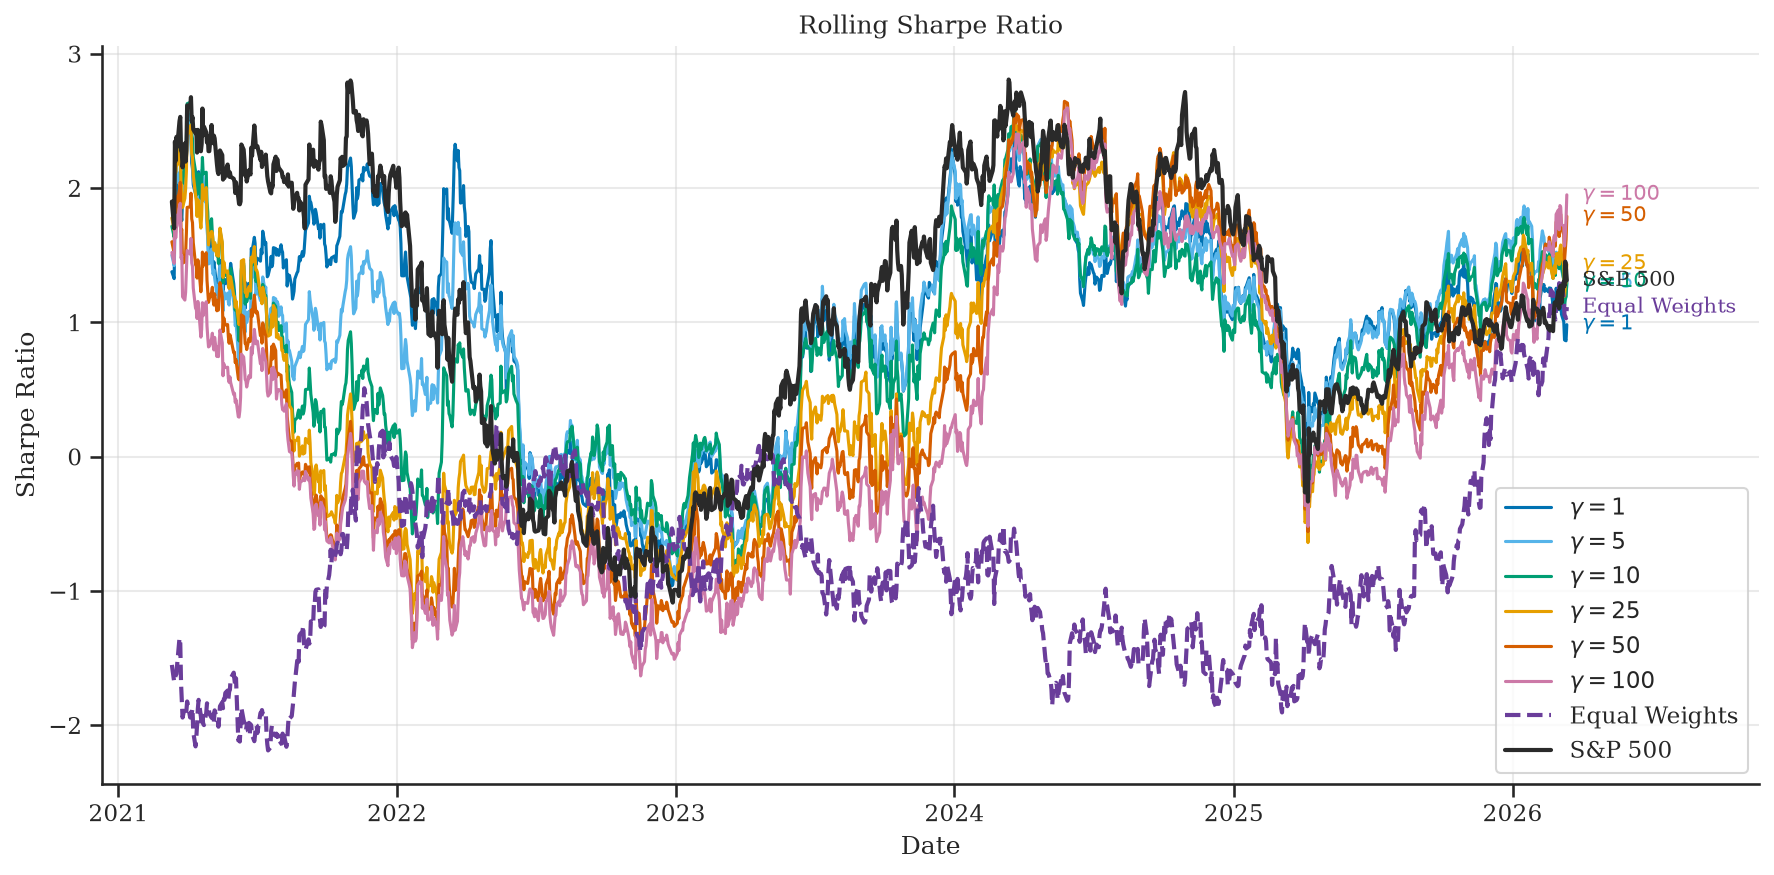 Rolling Sharpe Ratio
3
2
1
0
−1
−2
Sharpe Ratio
2021
2022
2023
2024
2025
2026
Date
γ = 100
γ = 50
γ = 25
S&P 500
Equal Weights
γ = 1
γ = 1
γ = 5
γ = 10
γ = 25
γ = 50
γ = 100
Equal Weights
S&P 500